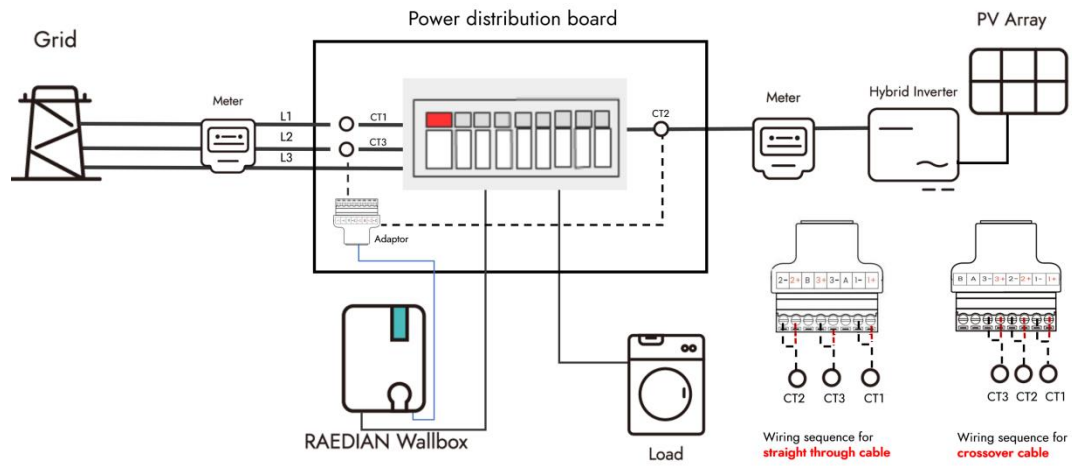 Power distribution board
PV Array
Grid
Meter
L1
CT1
L2
CT3
L3
CT2
Meter
Hybrid Inverter
Adaptor
2- 2+ B 3+ 3- A 1- 1+
B A 3- 3+ 2- 2+ 1- 1+
CT2 CT3 CT1
CT3 CT2 CT1
RAEDIAN Wallbox
Load
Wiring sequence for
straight through cable
Wiring sequence for
crossover cable